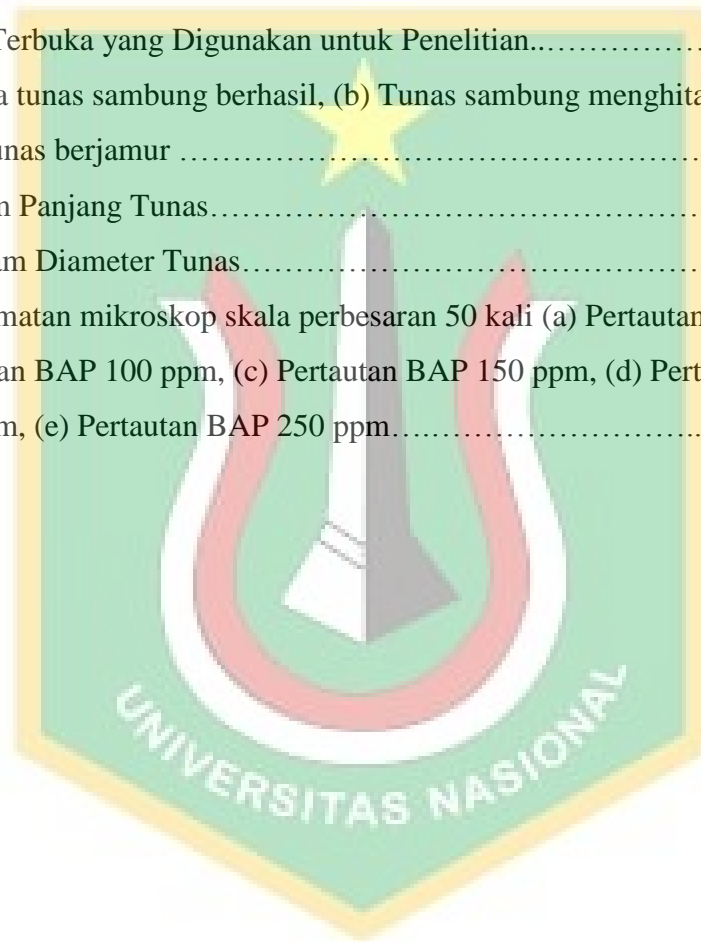 Terbuka yang Digunakan untuk Penelitian..………………
a tunas sambung berhasil, (b) Tunas sambung menghita
unas berjamur ………………………………………………
n Panjang Tunas……………………………………………
am Diameter Tunas…………………………………………
matan mikroskop skala perbesaran 50 kali (a) Pertautan
an BAP 100 ppm, (c) Pertautan BAP 150 ppm, (d) Pert
m, (e) Pertautan BAP 250 ppm……………………………..
UNIVERSITAS NASIONAL